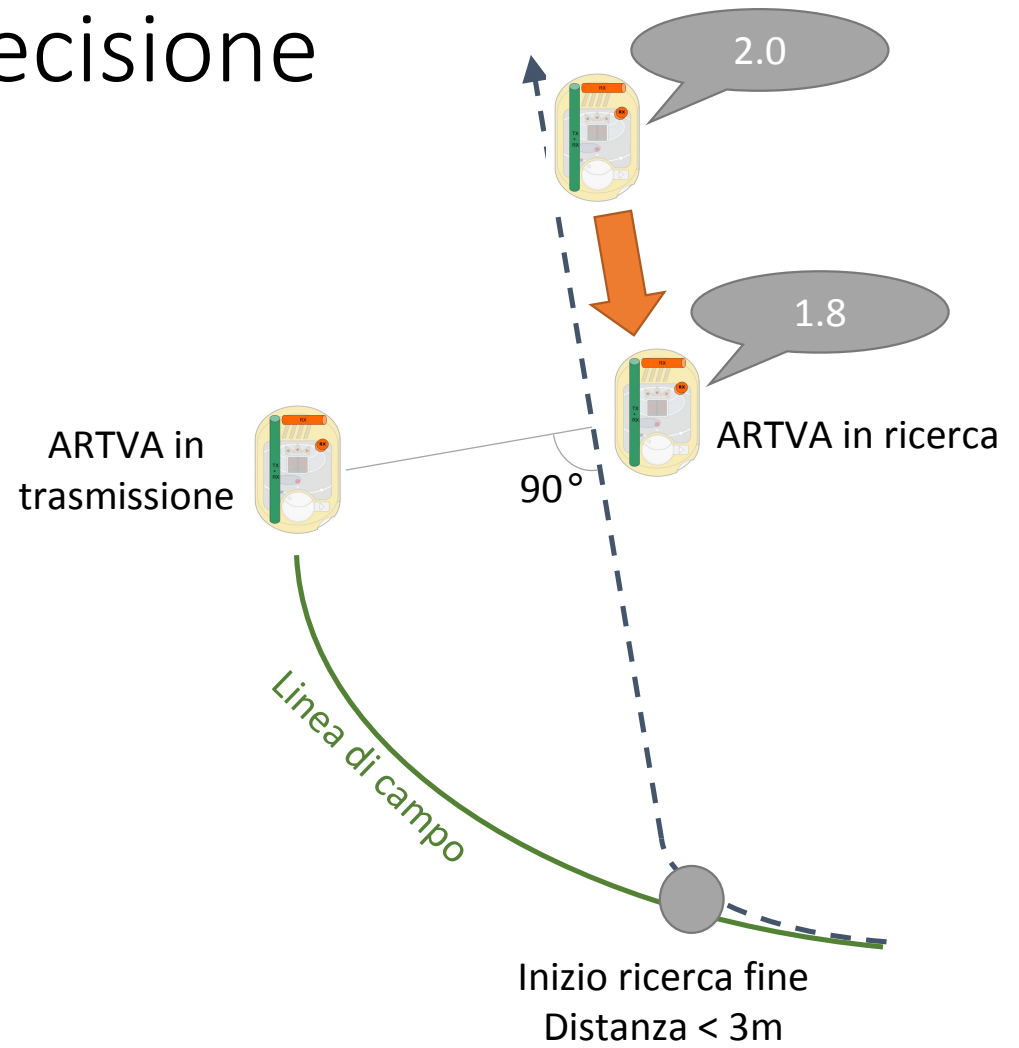 ecisione
2.0
1.8
ARTVA in
trasmissione
ARTVA in ricerca
90°
Linea di campo
Inizio ricerca fine
Distanza < 3m